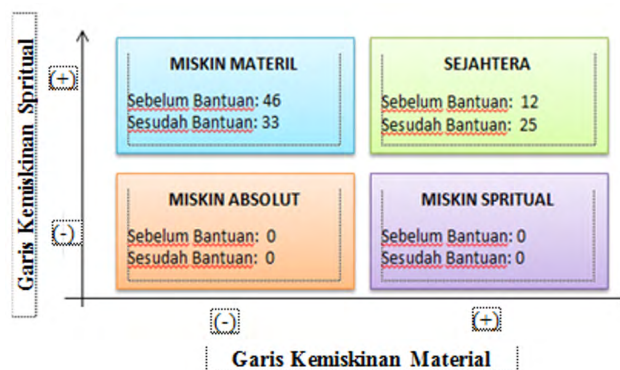 Garis Kemiskinan Spritual
(+)
MISKIN MATERIL
Sebelum Bantuan: 46
Sesudah Bantuan: 33
SEJAHTERA
Sebelum Bantuan: 12
Sesudah Bantuan: 25
(-)
MISKIN ABSOLUT
Sebelum Bantuan: 0
Sesudah Bantuan: 0
MISKIN SPRITUAL
Sebelum Bantuan: 0
Sesudah Bantuan: 0
(-)
(+)
Garis Kemiskinan Material